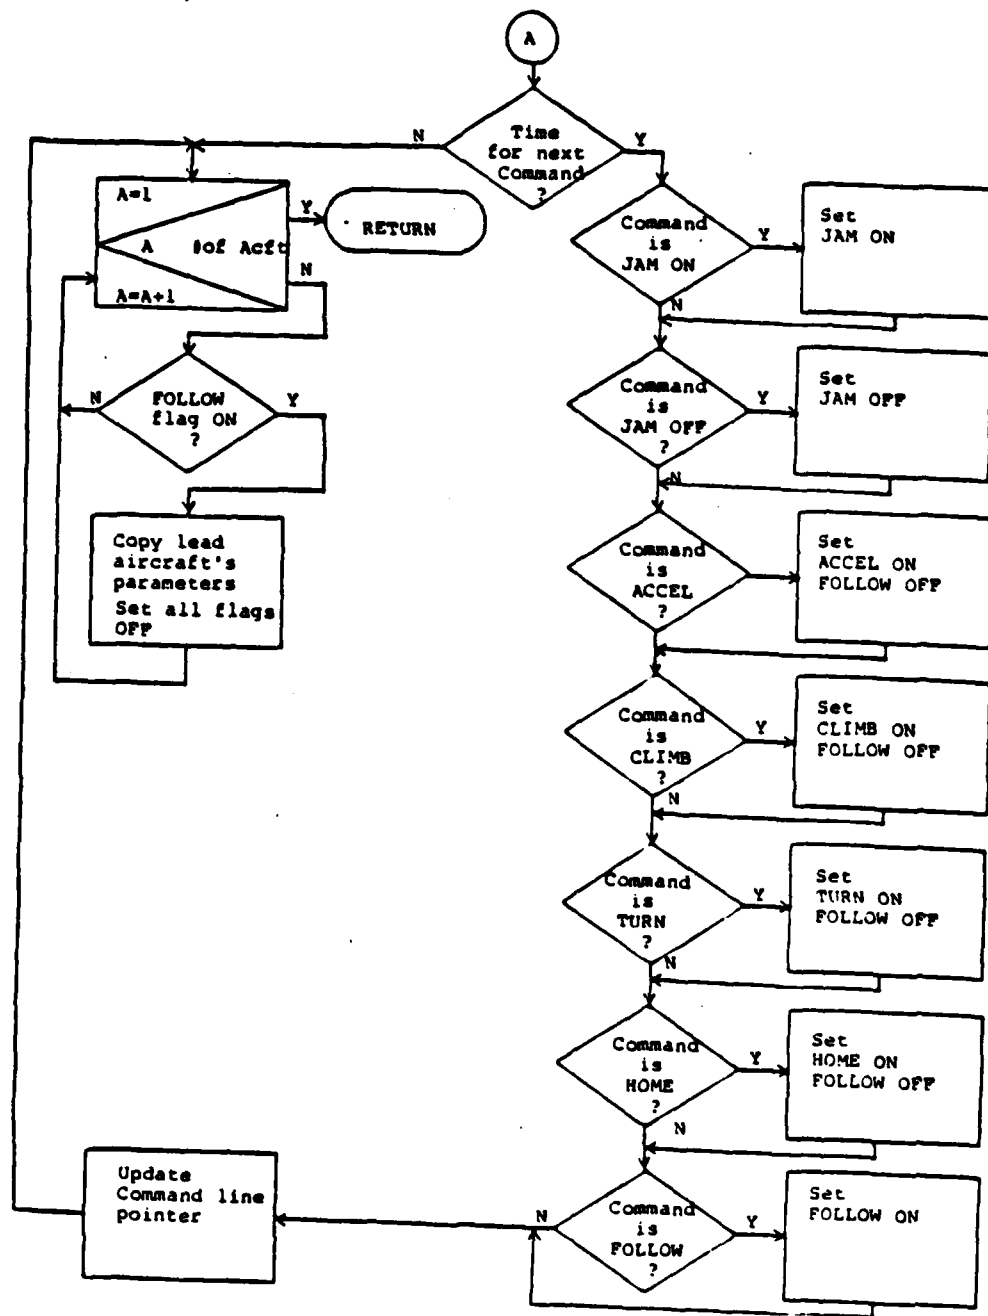 A
Time
for next
Command
?
N
Y
A=1
A
#of Acft
A=A+1
Y
N
RETURN
FOLLOW
flag ON
?
N
Y
Copy lead
aircraft's
parameters
Set all flags
OFF
Command
is
JAM ON
Y
N
Set
JAM ON
Command
is
JAM OFF
?
Y
N
Set
JAM OFF
Command
is
ACCEL
?
Set
ACCEL ON
FOLLOW OFF
Command
is
CLIMB
?
Y
N
Set
CLIMB ON
FOLLOW OFF
Command
is
TURN
?
Y
N
Set
TURN ON
FOLLOW OFF
Command
is
HOME
?
Y
N
Set
HOME ON
FOLLOW OFF
Command
is
FOLLOW
?
Y
N
Set
FOLLOW ON
Update
Command line
pointer